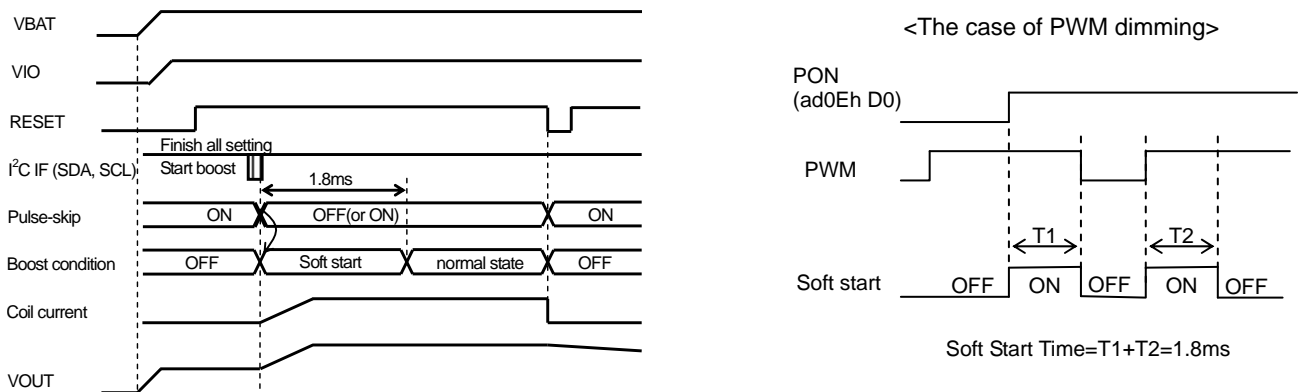 VBAT
VIO
RESET
Finish all setting
I²C IF (SDA, SCL) Start boost
1.8ms
Pulse-skip ON OFF(or ON) ON
Boost condition OFF Soft start normal state OFF
Coil current
VOUT
<The case of PWM dimming>
PON
(ad0Eh D0)
PWM
T1 T2
Soft start OFF ON OFF ON OFF
Soft Start Time=T1+T2=1.8ms